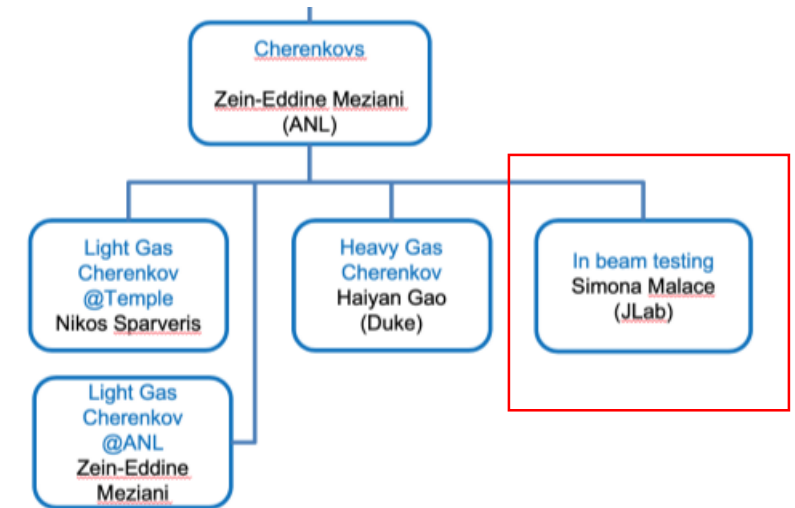 Cherenkovs
Zein-Eddine Meziani
(ANL)
Light Gas
Cherenkov
@Temple
Nikos Sparveris
Heavy Gas
Cherenkov
Haiyan Gao
(Duke)
In beam testing
Simona Malace
(JLab)
Light Gas
Cherenkov
@ANL
Zein-Eddine
Meziani